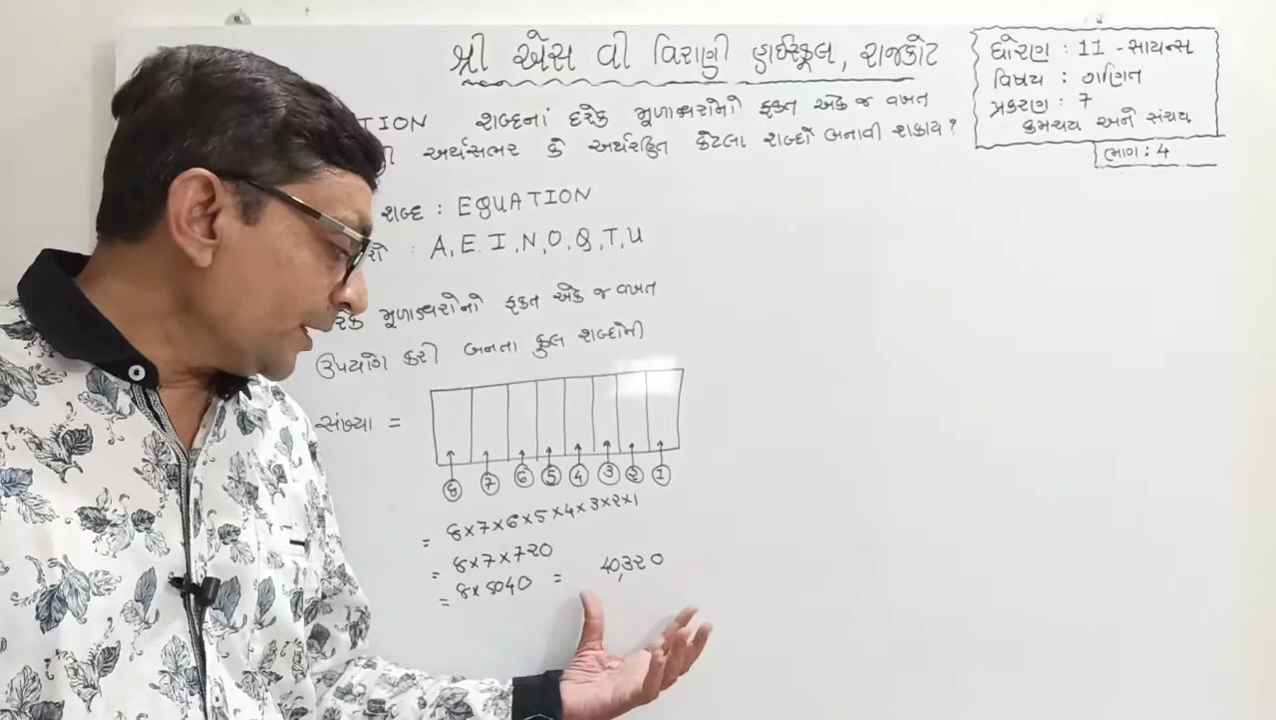 શ્રી એસ વી વિરાણી હાઈસ્કૂલ, રાજકોટ
ધોરણ : 11 - સાયન્સ
વિષય : ગણિત
પ્રકરણ : 7
ક્રમચય અને સંચય
ભાગ : 4
TION શબ્દનાં દરેક મૂળાક્ષરોનો ફક્ત એક જ વખત
અર્થસભર કે અર્થરહિત કેટલા શબ્દો બનાવી શકાય ?
શબ્દ : EQUATION
રો : A, E. I, N, O, Q, T, U
રેક મૂળાક્ષરોનો ફક્ત એક જ વખત
ઉપયોગ કરી બનતા કુલ શબ્દોની
સંખ્યા =
8 7 6 5 4 3 2 1
= 8×7×6×5×4×3×2×1
= 8×7×720
= 8×5040 = 40,320